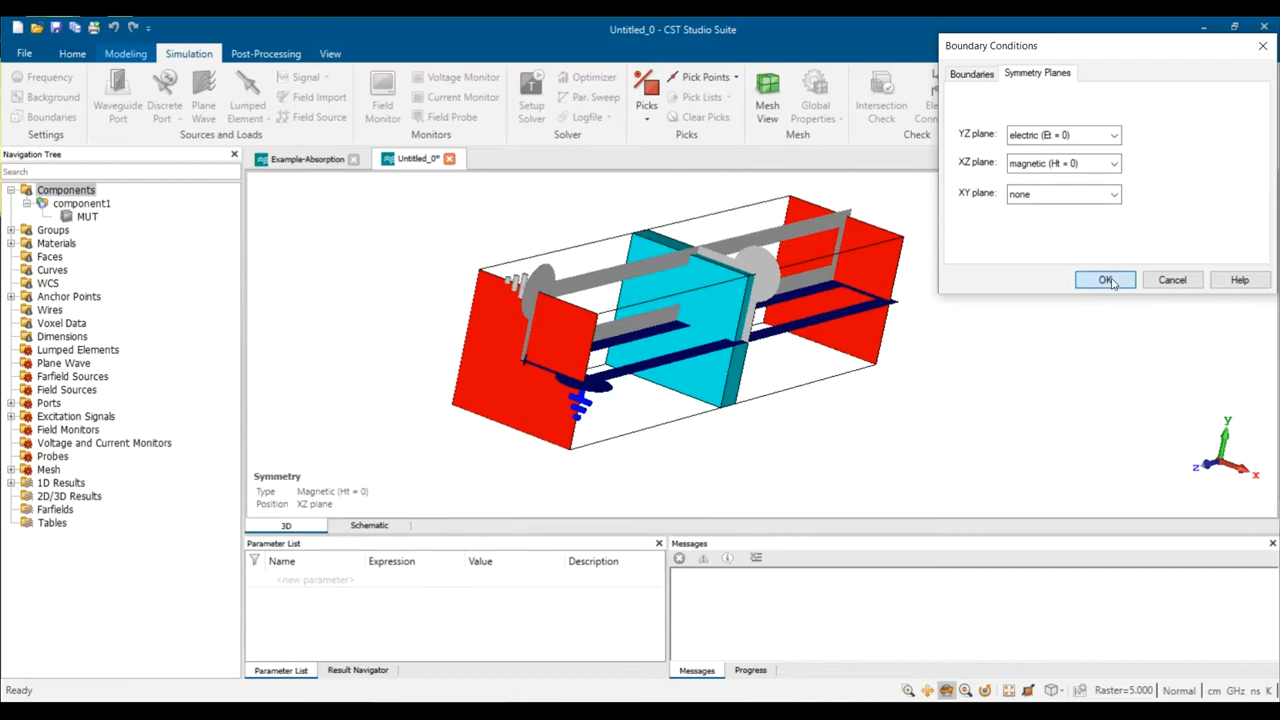 Untitled_0 - CST Studio Suite
File Home Modeling Simulation Post-Processing View
Frequency
Background
Boundaries
Settings
Waveguide Port
Discrete Port
Plane Wave
Lumped Element
Signal
Field Import
Field Source
Sources and Loads
Field Monitor
Voltage Monitor
Current Monitor
Field Probe
Monitors
Setup Solver
Optimizer
Par. Sweep
Logfile
Solver
Picks
Pick Points
Pick Lists
Clear Picks
Picks
Mesh View
Global Properties
Mesh
Intersection Check
Check
Boundary Conditions
Boundaries Symmetry Planes
YZ plane: electric (Et = 0)
XZ plane: magnetic (Ht = 0)
XY plane: none
OK Cancel Help
Navigation Tree
Search
Components
component1
MUT
Groups
Materials
Faces
Curves
WCS
Anchor Points
Wires
Voxel Data
Dimensions
Lumped Elements
Plane Wave
Farfield Sources
Field Sources
Ports
Excitation Signals
Field Monitors
Voltage and Current Monitors
Probes
Mesh
1D Results
2D/3D Results
Farfields
Tables
Example-Absorption Untitled_0*
y
z
x
Symmetry
Type Magnetic (Ht = 0)
Position XZ plane
3D Schematic
Parameter List
Name Expression Value Description
<new parameter>
Parameter List Result Navigator
Messages
Messages Progress
Ready
Raster=5.000 Normal cm GHz ns K